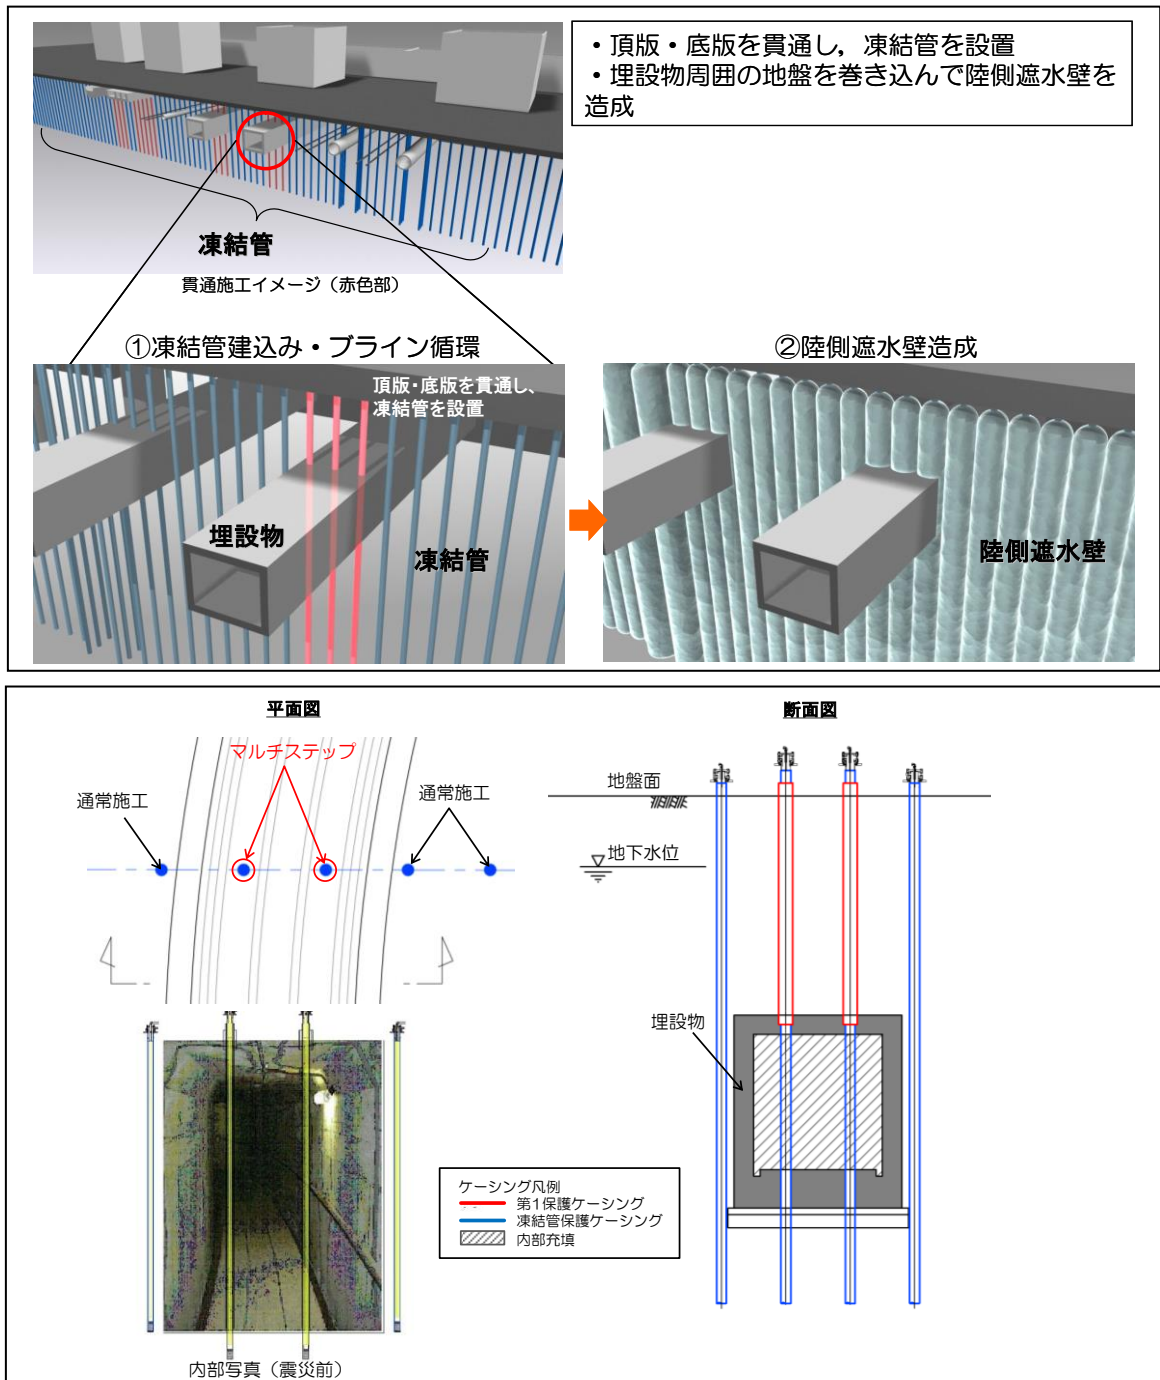 ・頂版・底版を貫通し，凍結管を設置
・埋設物周囲の地盤を巻き込んで陸側遮水壁を
造成
凍結管
貫通施工イメージ（赤色部）
①凍結管建込み・ブライン循環
頂版・底版を貫通し、
凍結管を設置
埋設物
凍結管
②陸側遮水壁造成
陸側遮水壁
平面図
マルチステップ
通常施工
通常施工
内部写真（震災前）
断面図
地盤面
地下水位
埋設物
ケーシング凡例
第1保護ケーシング
凍結管保護ケーシング
内部充填